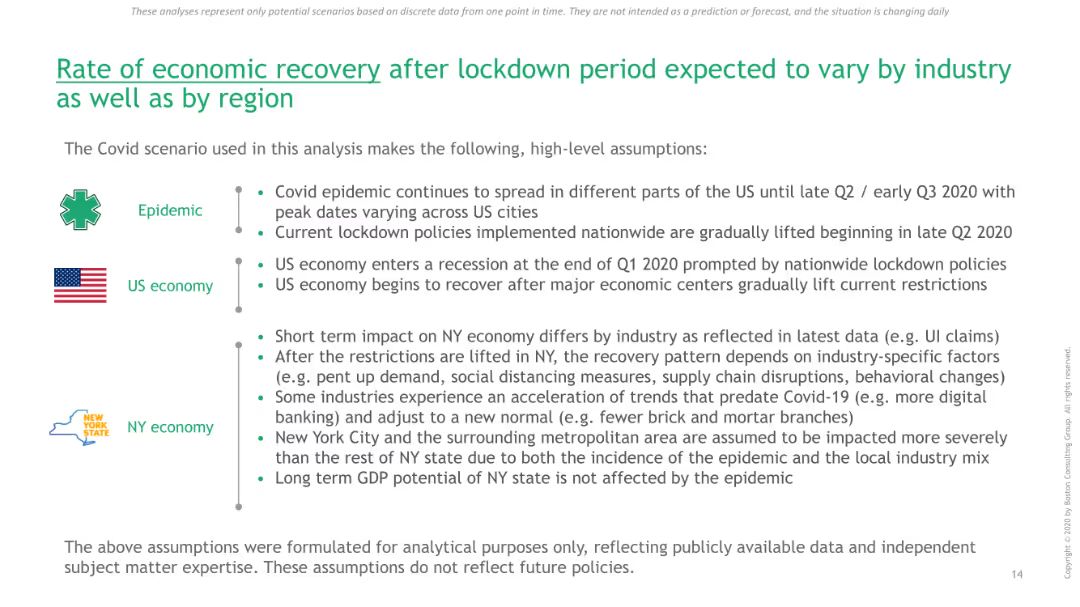 These analyses represent only potential scenarios based on discrete data from one point in time. They are not intended as a prediction or forecast, and the situation is changing daily
Rate of economic recovery after lockdown period expected to vary by industry
as well as by region
The Covid scenario used in this analysis makes the following, high-level assumptions:
Epidemic
• Covid epidemic continues to spread in different parts of the US until late Q2 / early Q3 2020 with
peak dates varying across US cities
• Current lockdown policies implemented nationwide are gradually lifted beginning in late Q2 2020
US economy
• US economy enters a recession at the end of Q1 2020 prompted by nationwide lockdown policies
• US economy begins to recover after major economic centers gradually lift current restrictions
NEW
YORK
STATE
NY economy
• Short term impact on NY economy differs by industry as reflected in latest data (e.g. UI claims)
• After the restrictions are lifted in NY, the recovery pattern depends on industry-specific factors
(e.g. pent up demand, social distancing measures, supply chain disruptions, behavioral changes)
• Some industries experience an acceleration of trends that predate Covid-19 (e.g. more digital
banking) and adjust to a new normal (e.g. fewer brick and mortar branches)
• New York City and the surrounding metropolitan area are assumed to be impacted more severely
than the rest of NY state due to both the incidence of the epidemic and the local industry mix
• Long term GDP potential of NY state is not affected by the epidemic
The above assumptions were formulated for analytical purposes only, reflecting publicly available data and independent
subject matter expertise. These assumptions do not reflect future policies.
14
Copyright © 2020 by Boston Consulting Group. All rights reserved.